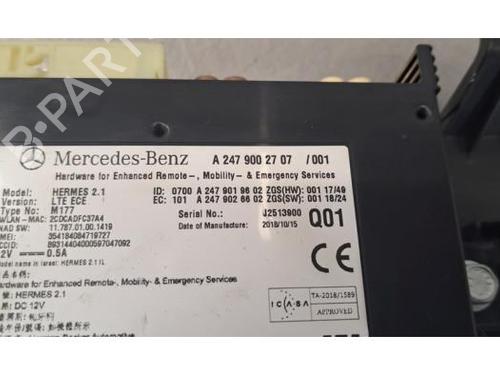 Mercedes-Benz A 247 900 27 07 /001
Hardware for Enhanced Remote-, Mobility- & Emergency Services
Model: HERMES 2.1 ID: 0700 A 247 901 96 02 ZGS(HW): 001 17/49
Version: LTE ECE EC: 101 A 247 902 66 02 ZGS(SW): 001 18/24
Type No: M177 Serial No.: J2513900 Q01
WLAN-MAC: 2CDCADFC37A4 Date of Manufacture: 2018/10/15
NAD SW: 11.787.01.00.1419
IMEI: 354184084719727
ICCID: 89314404000597047092
12V 0.5A
Model name in Israel: HERMES 2.1 IL
Hardware for Enhanced Remote-, Mobility- & Emergency Services
: HERMES 2.1
: DC 12V
CE
ICASA TA-2018/1589
APPROVED
B-Parts